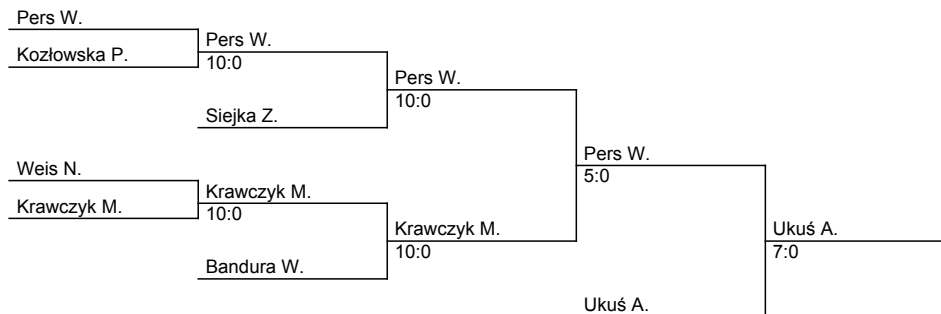 Pers W.
Kozłowska P.
Pers W.
10:0
Siejka Z.
Pers W.
10:0
Weis N.
Krawczyk M.
Krawczyk M.
10:0
Bandura W.
Krawczyk M.
10:0
Pers W.
5:0
Ukuś A.
Ukuś A.
7:0